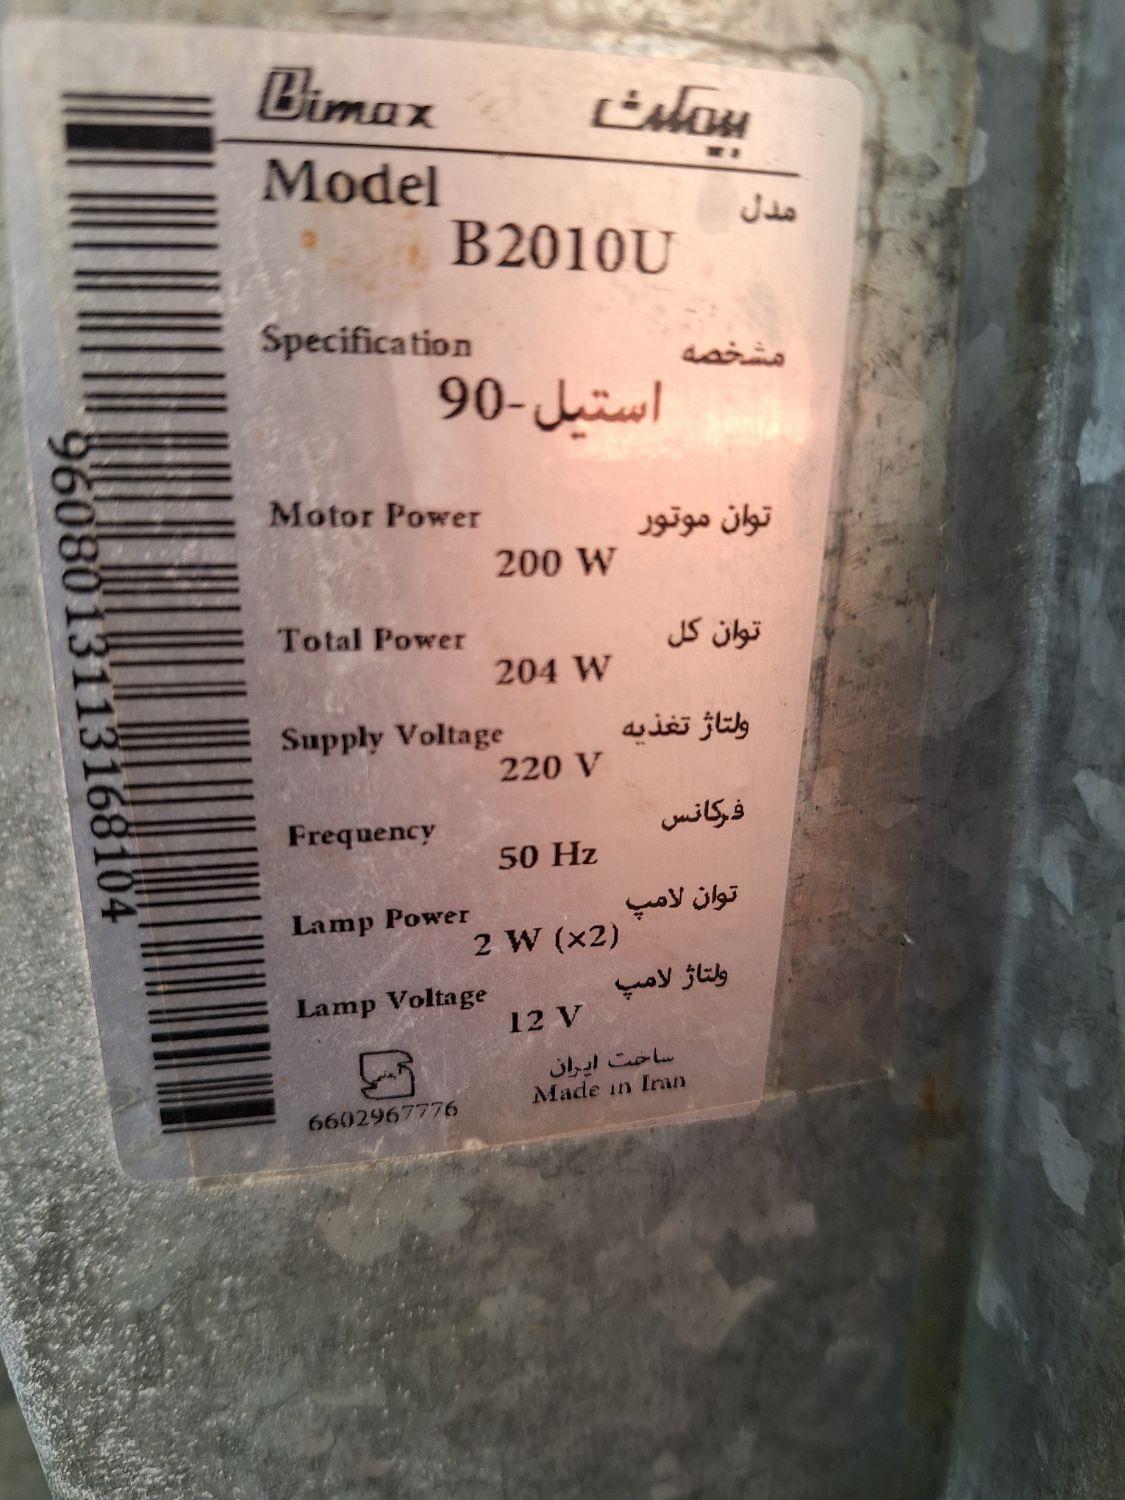 Bimax بیمکث
Model مدل
B2010U
Specification مشخصه
استیل-90
Motor Power توان موتور
200 W
Total Power توان کل
204 W
Supply Voltage ولتاژ تغذیه
220 V
Frequency فرکانس
50 Hz
Lamp Power توان لامپ
2 W (×2)
Lamp Voltage ولتاژ لامپ
12 V
ساخت ایران
Made in Iran
6602967776
96080131131168104